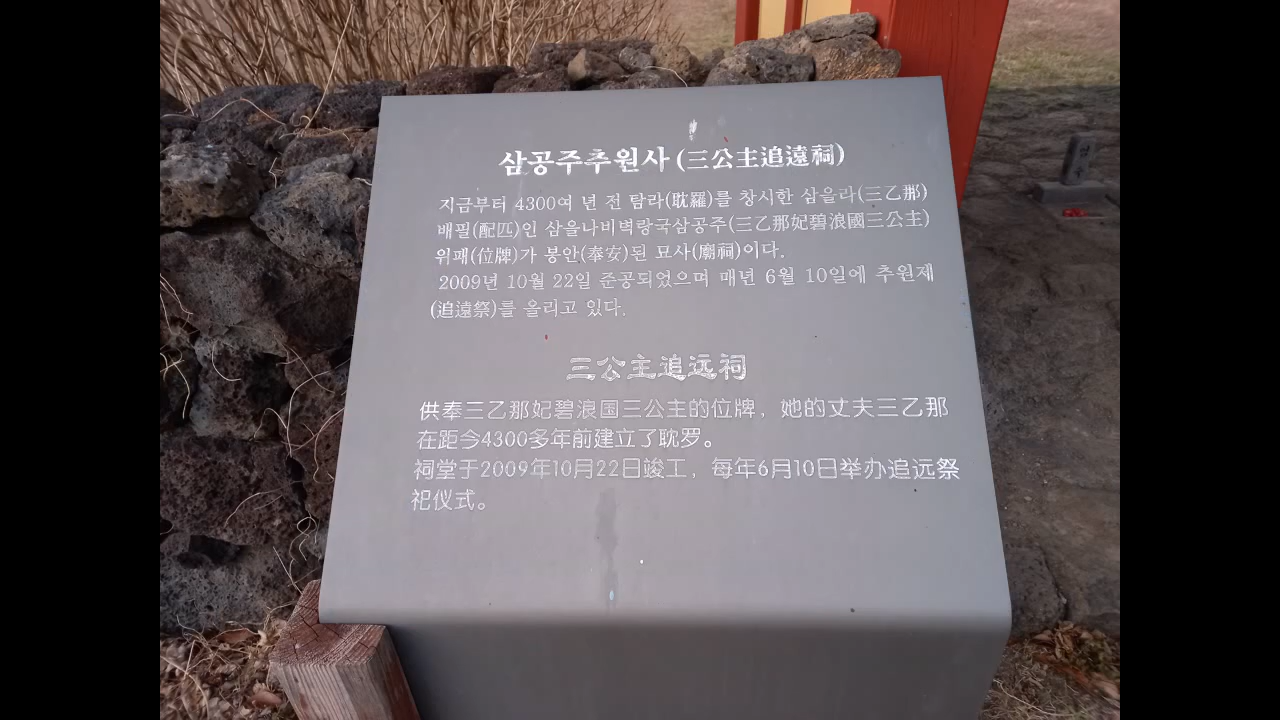 삼공주추원사 (三公主追遠祠)
지금부터 4300여 년 전 탐라(耽羅)를 창시한 삼을라(三乙那)
배필(配匹)인 삼을나비벽랑국삼공주(三乙那妃碧浪國三公主)
위패(位牌)가 봉안(奉安)된 묘사(廟祠)이다.
2009년 10월 22일 준공되었으며 매년 6월 10일에 추원제
(追遠祭)를 올리고 있다.
三公主追远祠
供奉三乙那妃碧浪国三公主的位牌，她的丈夫三乙那
在距今4300多年前建立了耽罗。
祠堂于2009年10月22日竣工，每年6月10日举办追远祭
祀仪式。